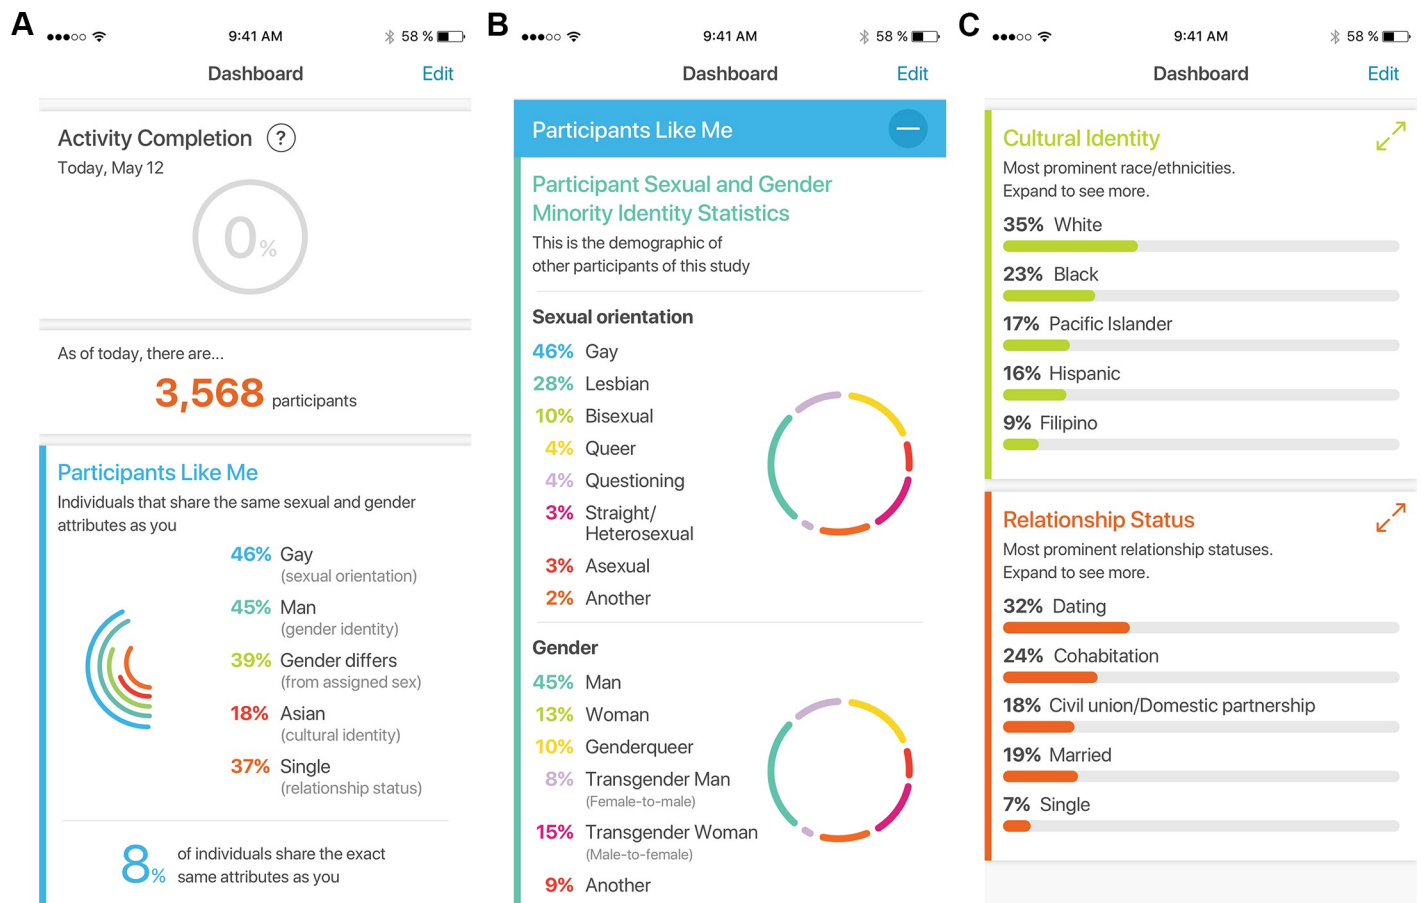 A
9:41 AM
58 %
Dashboard
Edit
Activity Completion ?
Today, May 12
0%
As of today, there are...
3,568 participants
Participants Like Me
Individuals that share the same sexual and gender
attributes as you
46% Gay
(sexual orientation)
45% Man
(gender identity)
39% Gender differs
(from assigned sex)
18% Asian
(cultural identity)
37% Single
(relationship status)
8% of individuals share the exact
same attributes as you
B
9:41 AM
58 %
Dashboard
Edit
Participants Like Me
Participant Sexual and Gender
Minority Identity Statistics
This is the demographic of
other participants of this study
Sexual orientation
46% Gay
28% Lesbian
10% Bisexual
4% Queer
4% Questioning
3% Straight/
Heterosexual
3% Asexual
2% Another
Gender
45% Man
13% Woman
10% Genderqueer
8% Transgender Man
(Female-to-male)
15% Transgender Woman
(Male-to-female)
9% Another
C
9:41 AM
58 %
Dashboard
Edit
Cultural Identity
Most prominent race/ethnicities.
Expand to see more.
35% White
23% Black
17% Pacific Islander
16% Hispanic
9% Filipino
Relationship Status
Most prominent relationship statuses.
Expand to see more.
32% Dating
24% Cohabitation
18% Civil union/Domestic partnership
19% Married
7% Single